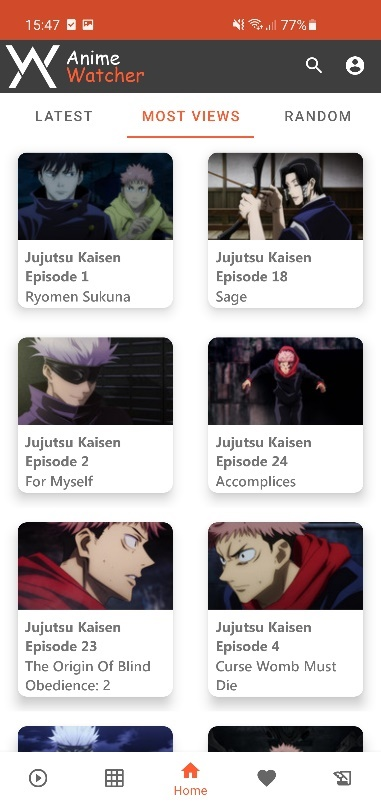 15:47
77%
Anime
Watcher
LATEST
MOST VIEWS
RANDOM
Jujutsu Kaisen
Episode 1
Ryomen Sukuna
Jujutsu Kaisen
Episode 18
Sage
Jujutsu Kaisen
Episode 2
For Myself
Jujutsu Kaisen
Episode 24
Accomplices
Jujutsu Kaisen
Episode 23
The Origin Of Blind
Obedience: 2
Jujutsu Kaisen
Episode 4
Curse Womb Must
Die
Home